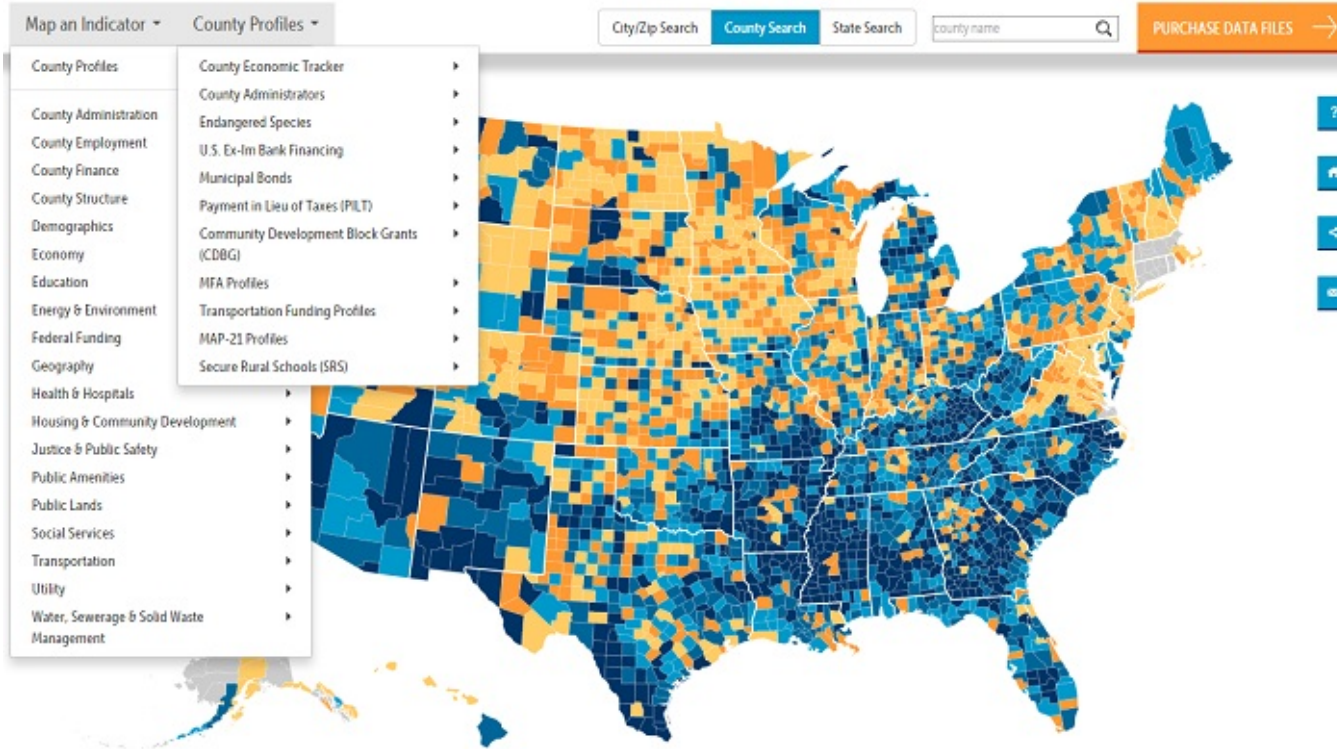 Map an Indicator
County Profiles
City/Zip Search
County Search
State Search
county name
PURCHASE DATA FILES
County Profiles
County Administration
County Employment
County Finance
County Structure
Demographics
Economy
Education
Energy & Environment
Federal Funding
Geography
Health & Hospitals
Housing & Community Development
Justice & Public Safety
Public Amenities
Public Lands
Social Services
Transportation
Utility
Water, Sewerage & Solid Waste
Management
County Economic Tracker
County Administrators
Endangered Species
U.S. Ex-Im Bank Financing
Municipal Bonds
Payment in Lieu of Taxes (PILT)
Community Development Block Grants
(CDBG)
MFA Profiles
Transportation Funding Profiles
MAP-21 Profiles
Secure Rural Schools (SRS)
?